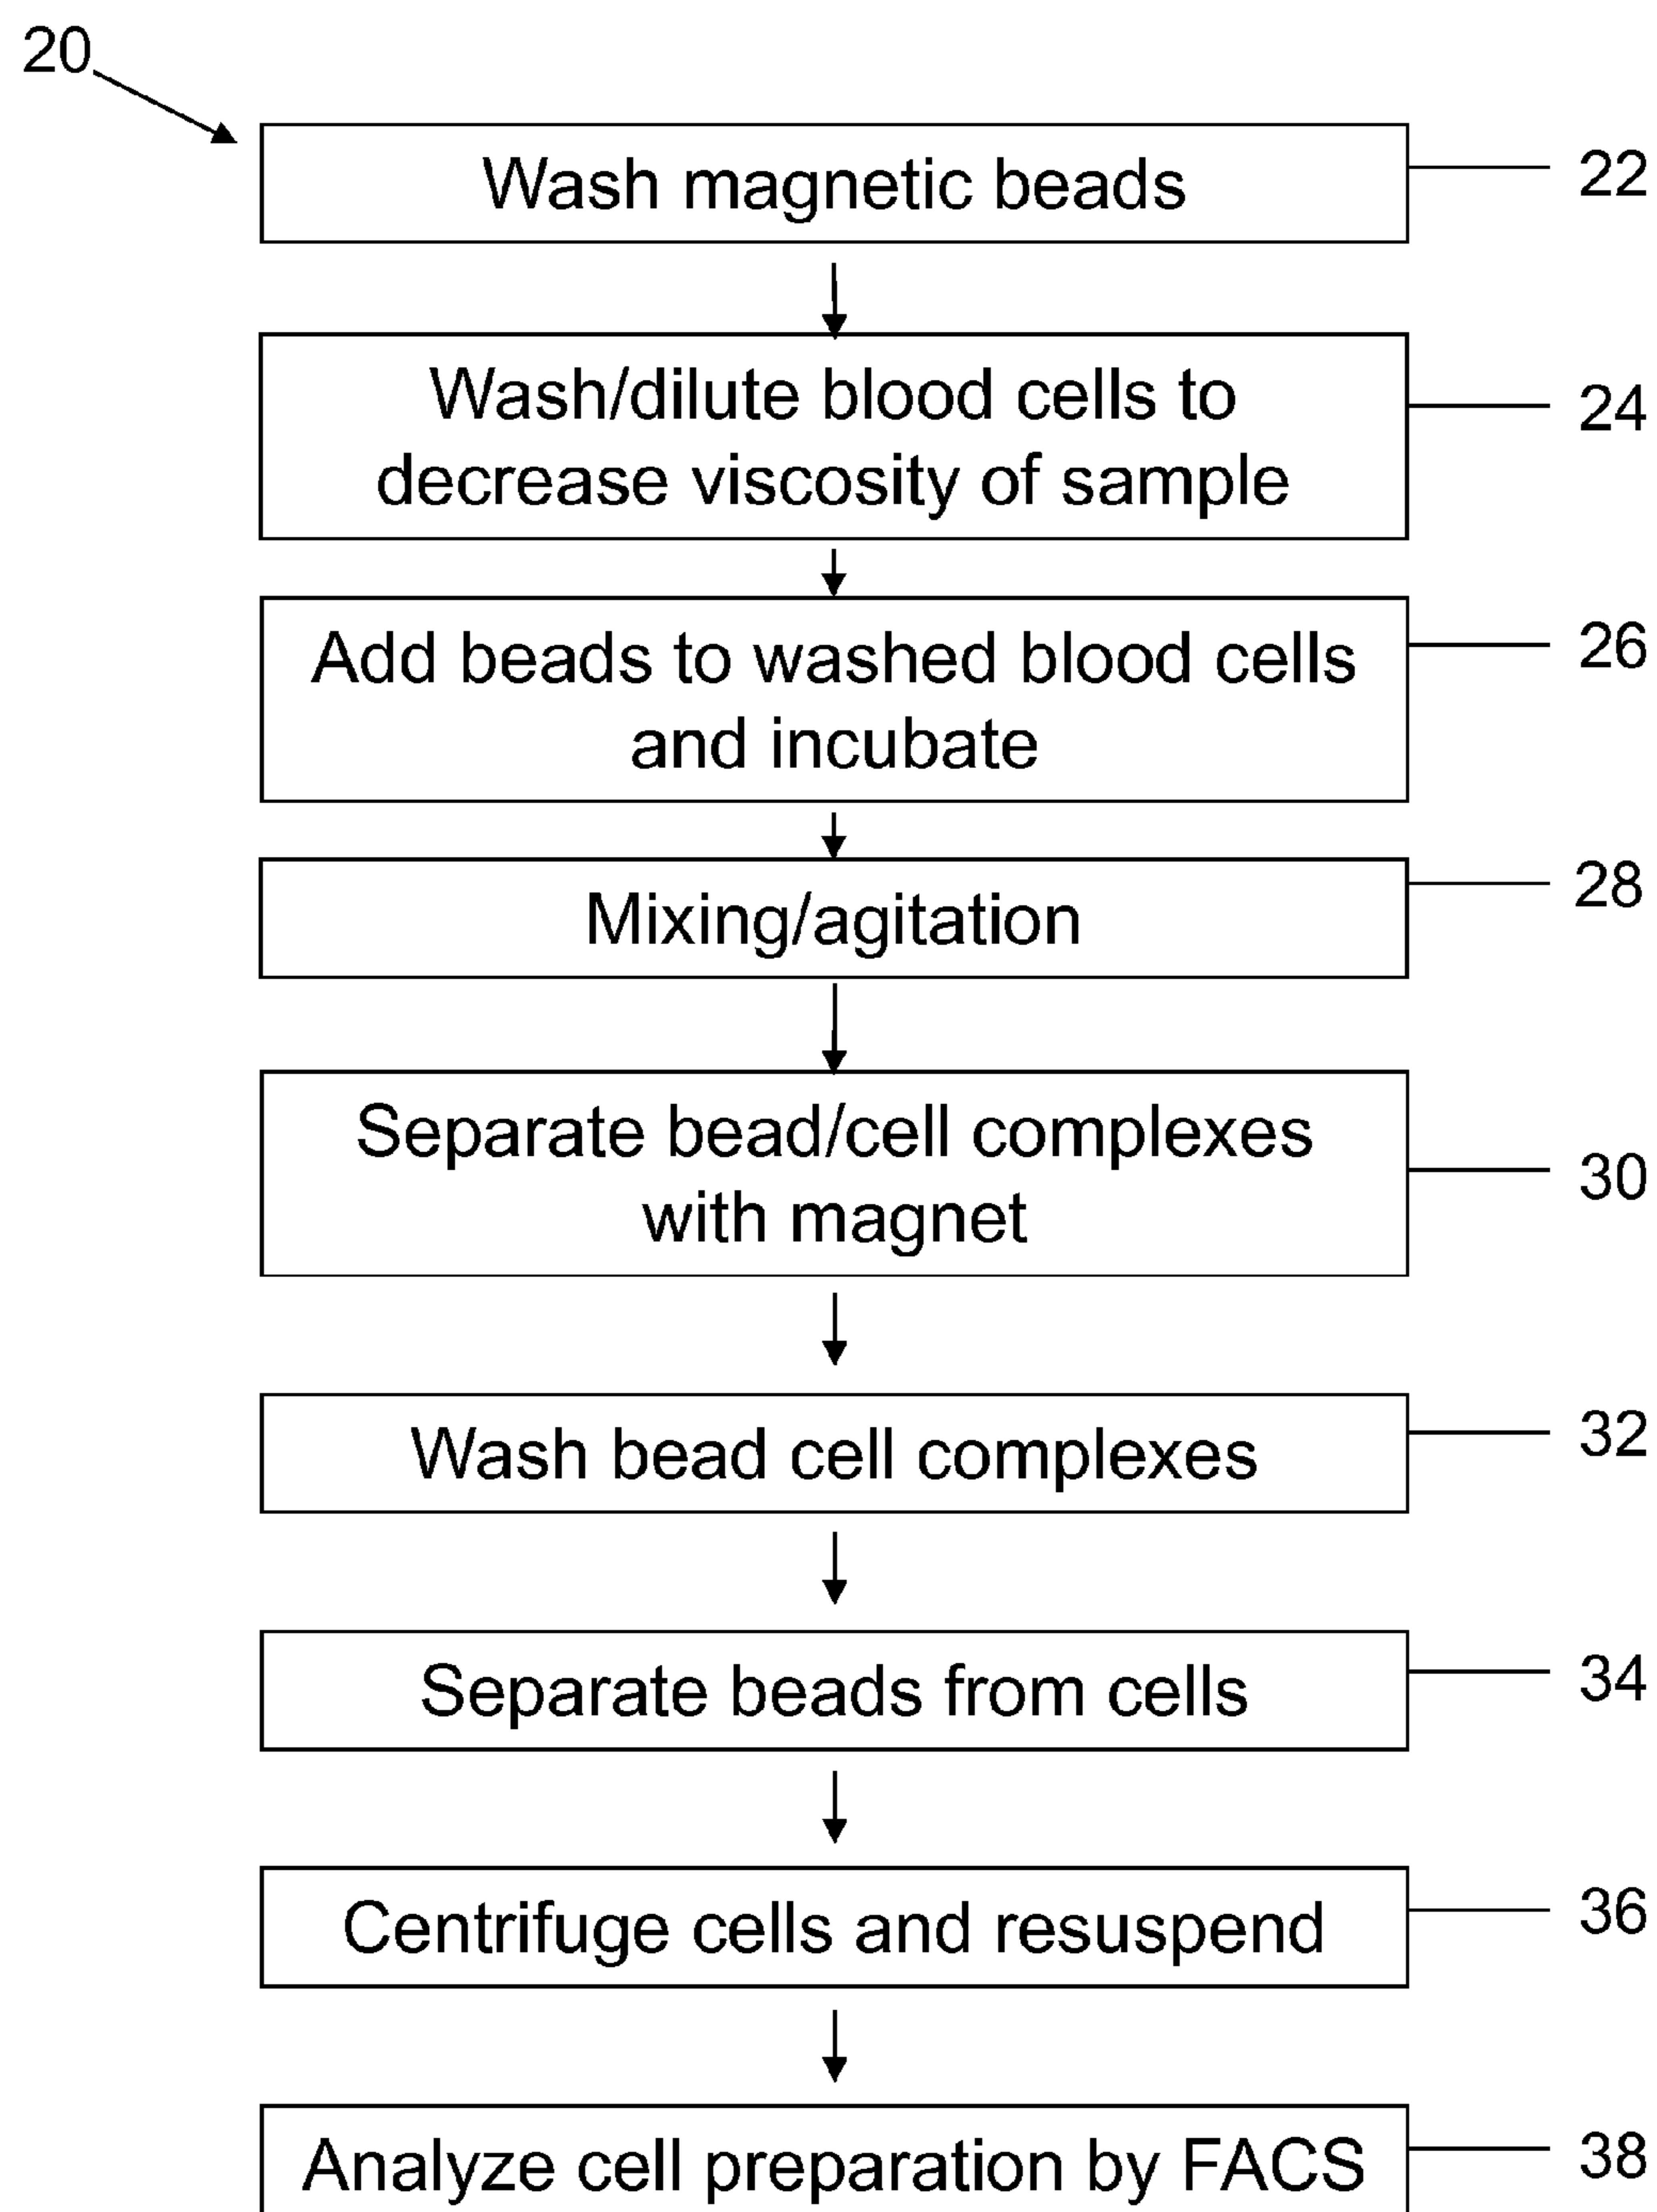 20
Wash magnetic beads
22
Wash/dilute blood cells to
decrease viscosity of sample
24
Add beads to washed blood cells
and incubate
26
Mixing/agitation
28
Separate bead/cell complexes
with magnet
30
Wash bead cell complexes
32
Separate beads from cells
34
Centrifuge cells and resuspend
36
Analyze cell preparation by FACS
38